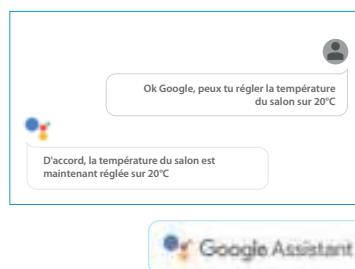 Ok Google, peux tu régler la température
du salon sur 20°C
D'accord, la température du salon est
maintenant réglée sur 20°C
Google Assistant